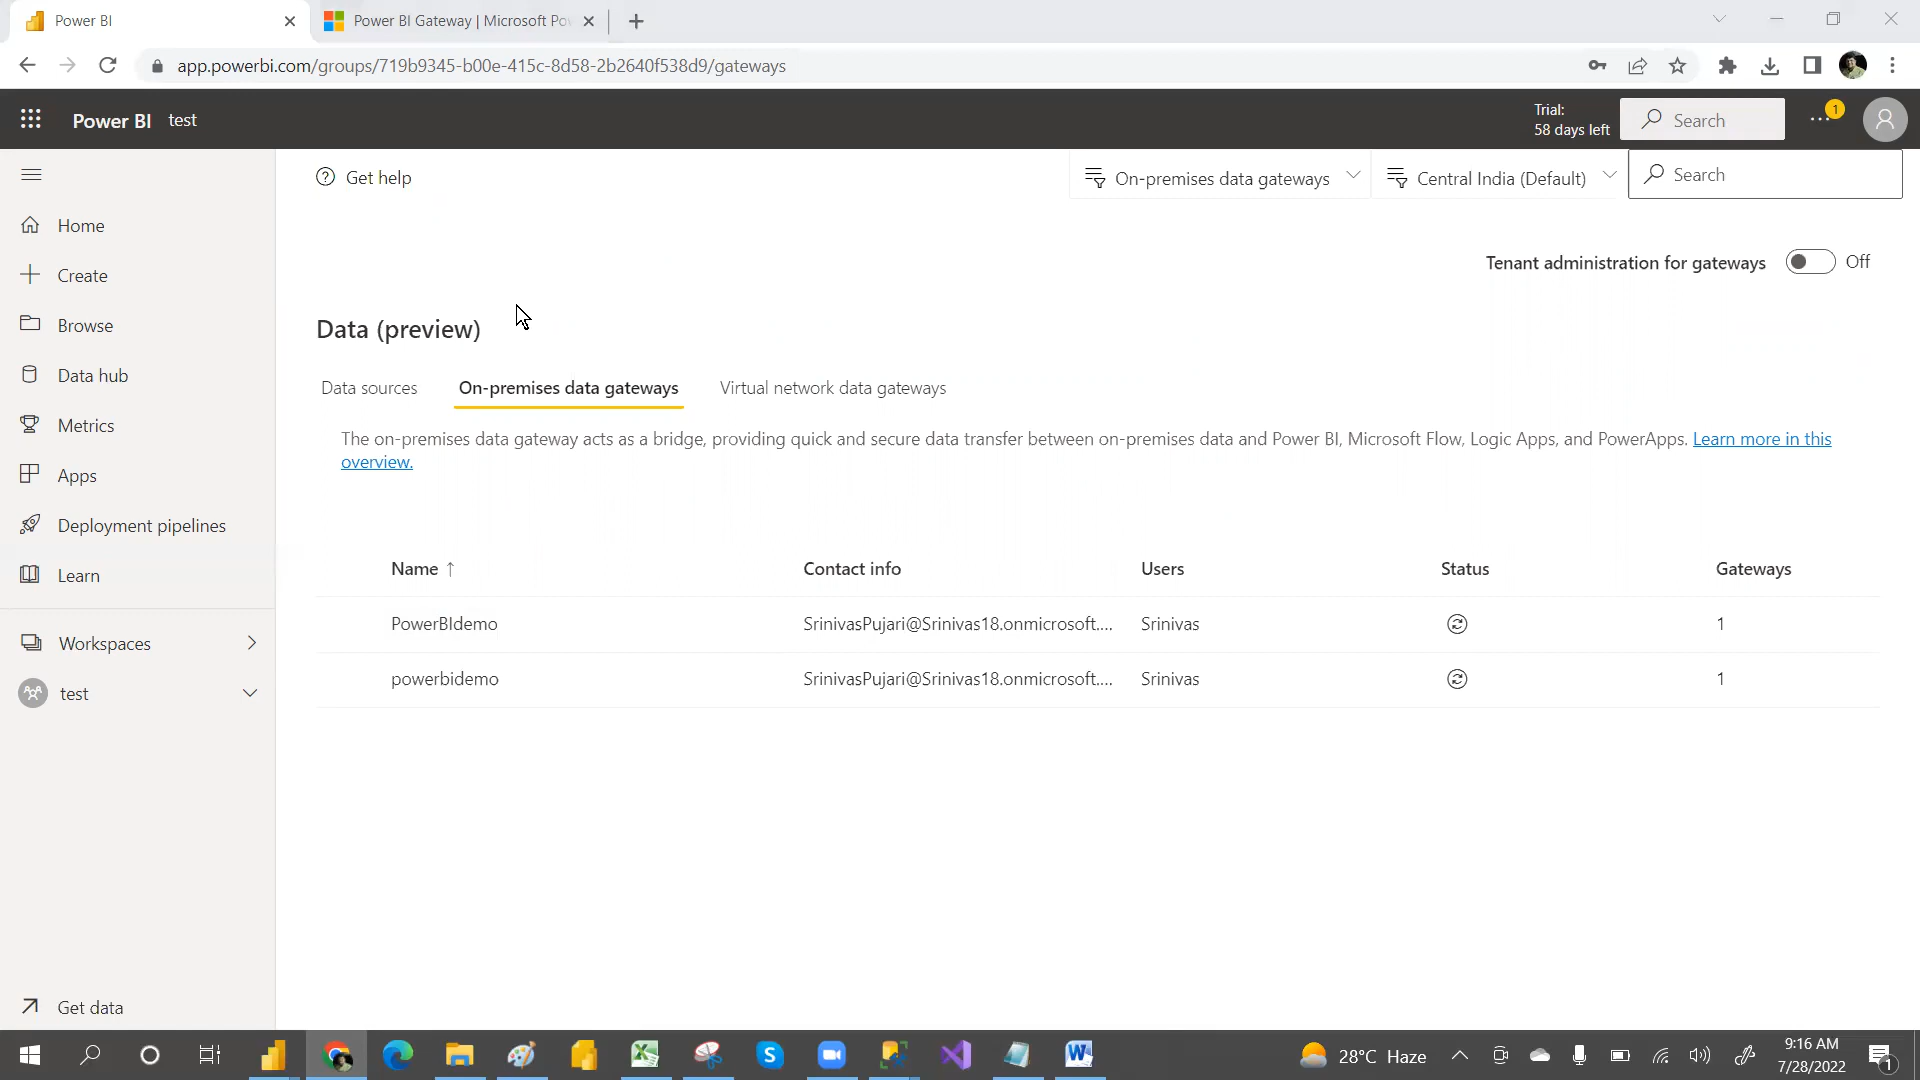 Power BI
Power BI Gateway | Microsoft Po
app.powerbi.com/groups/719b9345-b00e-415c-8d58-2b2640f538d9/gateways
Power BI test
Trial:
58 days left
Search
1
Get help
On-premises data gateways
Central India (Default)
Search
Home
Create
Browse
Data hub
Metrics
Apps
Deployment pipelines
Learn
Workspaces
test
Get data
Tenant administration for gateways Off
Data (preview)
Data sources On-premises data gateways Virtual network data gateways
The on-premises data gateway acts as a bridge, providing quick and secure data transfer between on-premises data and Power BI, Microsoft Flow, Logic Apps, and PowerApps. Learn more in this
overview.
Name ↑ Contact info Users Status Gateways
PowerBIdemo SrinivasPujari@Srinivas18.onmicrosoft.... Srinivas 1
powerbidemo SrinivasPujari@Srinivas18.onmicrosoft.... Srinivas 1
28°C Haze
9:16 AM
7/28/2022
1